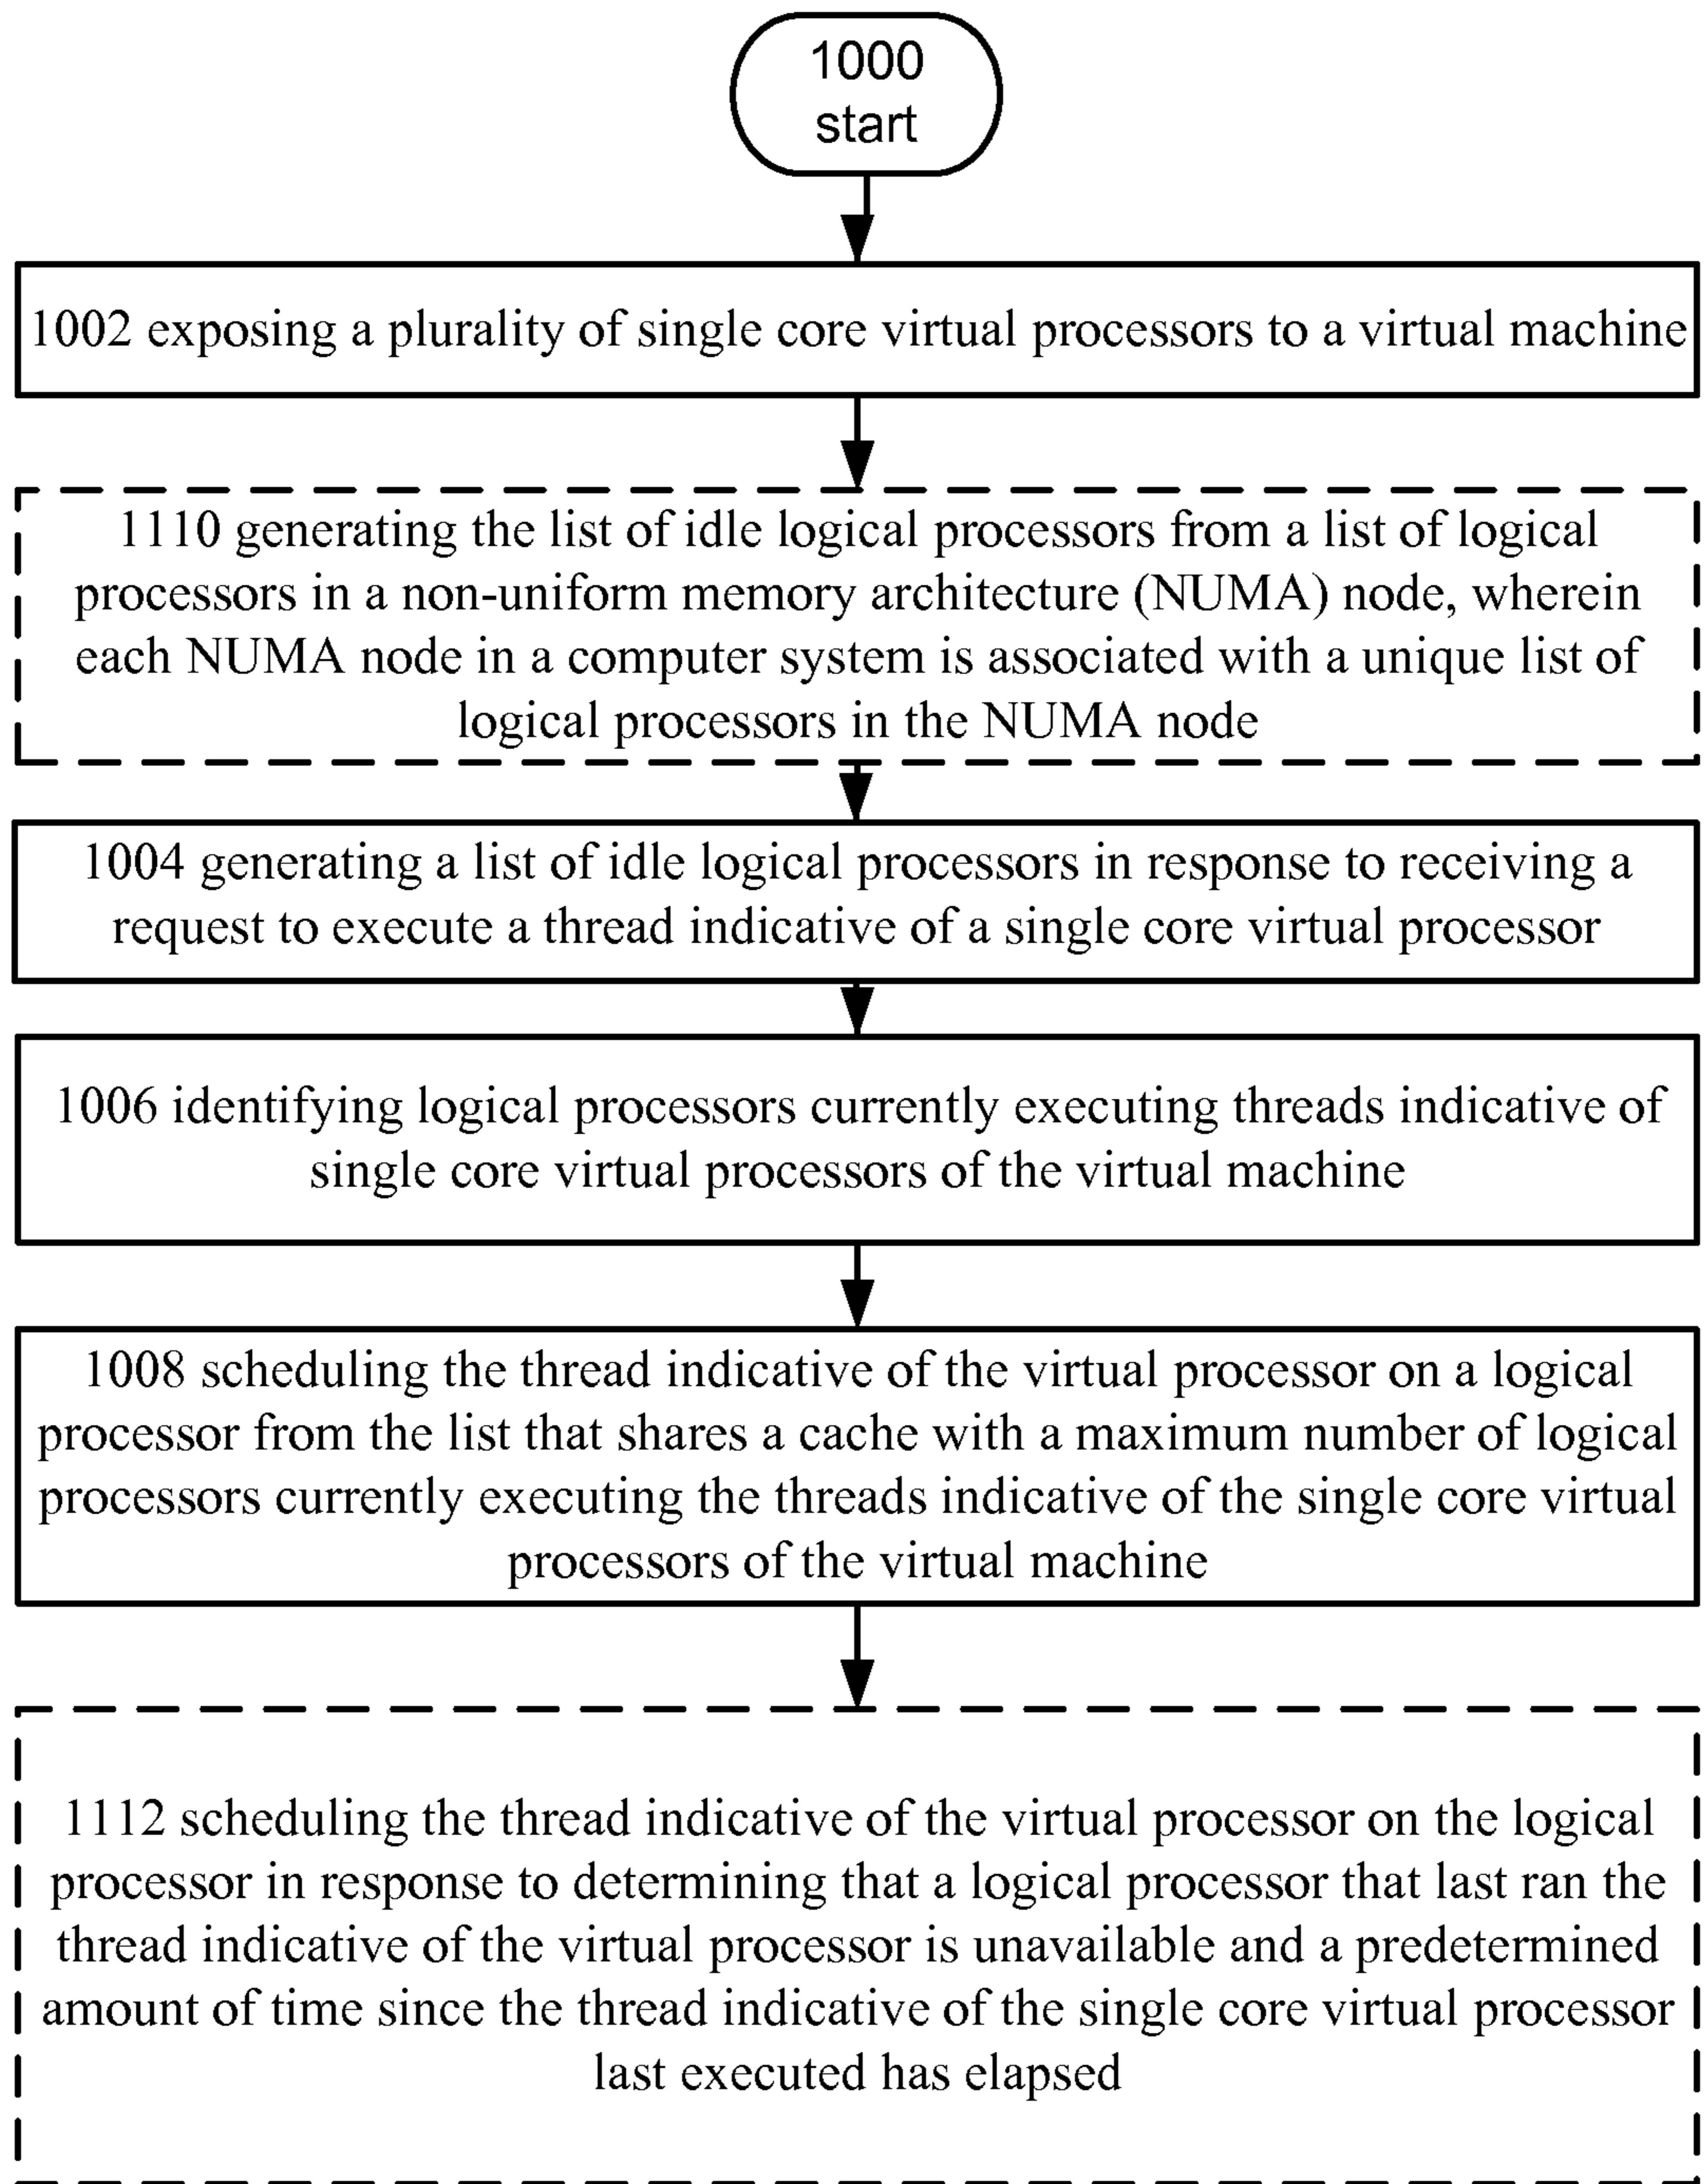 1000
start
1002 exposing a plurality of single core virtual processors to a virtual machine
1110 generating the list of idle logical processors from a list of logical
processors in a non-uniform memory architecture (NUMA) node, wherein
each NUMA node in a computer system is associated with a unique list of
logical processors in the NUMA node
1004 generating a list of idle logical processors in response to receiving a
request to execute a thread indicative of a single core virtual processor
1006 identifying logical processors currently executing threads indicative of
single core virtual processors of the virtual machine
1008 scheduling the thread indicative of the virtual processor on a logical
processor from the list that shares a cache with a maximum number of logical
processors currently executing the threads indicative of the single core virtual
processors of the virtual machine
1112 scheduling the thread indicative of the virtual processor on the logical
processor in response to determining that a logical processor that last ran the
thread indicative of the virtual processor is unavailable and a predetermined
amount of time since the thread indicative of the single core virtual processor
last executed has elapsed